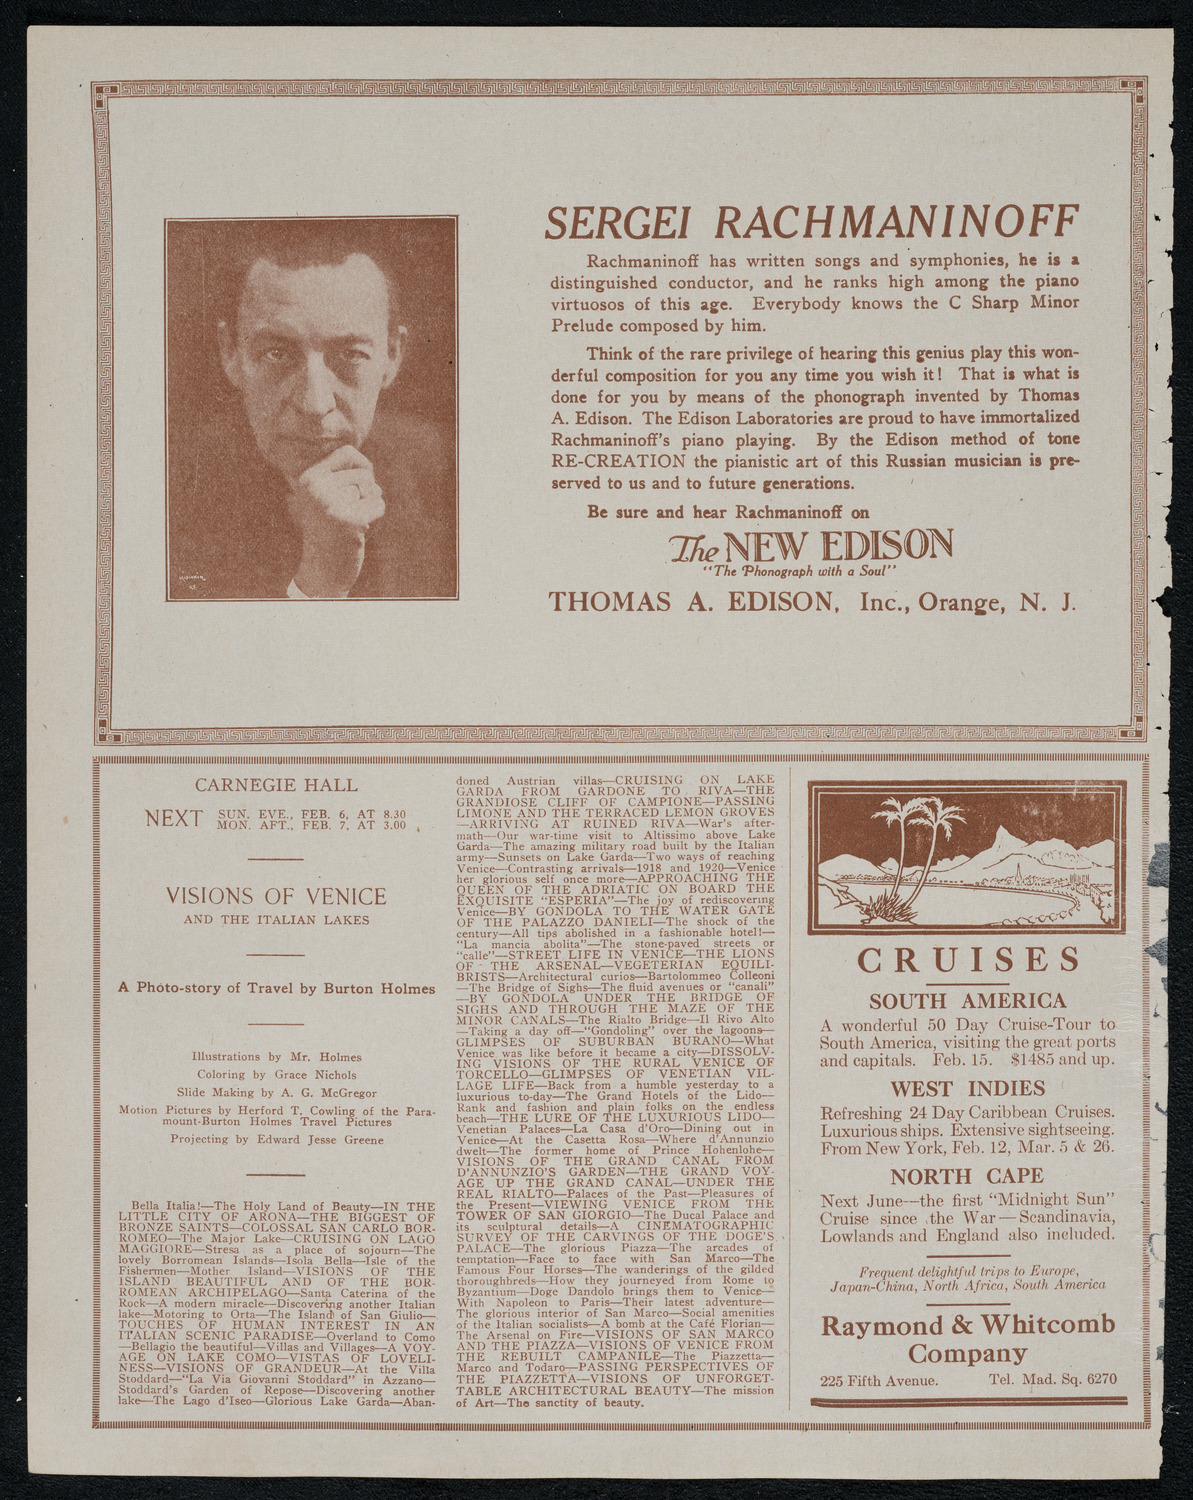 SERGEI RACHMANINOFF
Rachmaninoff has written songs and symphonies, he is a
distinguished conductor, and he ranks high among the piano
virtuosos of this age. Everybody knows the C Sharp Minor
Prelude composed by him.
Think of the rare privilege of hearing this genius play this won-
derful composition for you any time you wish it! That is what is
done for you by means of the phonograph invented by Thomas
A. Edison. The Edison Laboratories are proud to have immortalized
Rachmaninoff's piano playing. By the Edison method of tone
RE-CREATION the pianistic art of this Russian musician is pre-
served to us and to future generations.
Be sure and hear Rachmaninoff on
The NEW EDISON
"The Phonograph with a Soul"
THOMAS A. EDISON, Inc., Orange, N. J.
CARNEGIE HALL
NEXT SUN. EVE., FEB. 6, AT 8.30
MON. AFT., FEB. 7, AT 3.00
VISIONS OF VENICE
AND THE ITALIAN LAKES
A Photo-story of Travel by Burton Holmes
Illustrations by Mr. Holmes
Coloring by Grace Nichols
Slide Making by A. G. McGregor
Motion Pictures by Herford T. Cowling of the Para-
mount-Burton Holmes Travel Pictures
Projecting by Edward Jesse Greene
Bella Italia!—The Holy Land of Beauty—IN THE
LITTLE CITY OF ARONA—THE BIGGEST OF
BRONZE SAINTS—COLOSSAL SAN CARLO BOR-
ROMEO—The Major Lake—CRUISING ON LAGO
MAGGIORE—Stresa as a place of sojourn—The
lovely Borromean Islands—Isola Bella—Isle of the
Fishermen—Mother Island—VISIONS OF THE
ISLAND BEAUTIFUL AND OF THE BOR-
ROMEAN ARCHIPELAGO—Santa Caterina of the
Rock—A modern miracle—Discovering another Italian
lake—Motoring to Orta—The Island of San Giulio—
TOUCHES OF HUMAN INTEREST IN AN
ITALIAN SCENIC PARADISE—Overland to Como
—Bellagio the beautiful—Villas and Villages—A VOY-
AGE ON LAKE COMO—VISTAS OF LOVELI-
NESS—VISIONS OF GRANDEUR—At the Villa
Stoddard—"La Via Giovanni Stoddard" in Azzano—
Stoddard's Garden of Repose—Discovering another
lake—The Lago d'Iseo—Glorious Lake Garda—Aban-
doned Austrian villas—CRUISING ON LAKE
GARDA FROM GARDONE TO RIVA—THE
GRANDIOSE CLIFF OF CAMPIONE—PASSING
LIMONE AND THE TERRACED LEMON GROVES
—ARRIVING AT RUINED RIVA—War's after-
math—Our war-time visit to Altissimo above Lake
Garda—The amazing military road built by the Italian
army—Sunsets on Lake Garda—Two ways of reaching
Venice—Contrasting arrivals—1918 and 1920—Venice
her glorious self once more—APPROACHING THE
QUEEN OF THE ADRIATIC ON BOARD THE
EXQUISITE "ESPERIA"—The joy of rediscovering
Venice—BY GONDOLA TO THE WATER GATE
OF THE PALAZZO DANIELI—The shock of the
century—All tips abolished in a fashionable hotel!—
"La mancia abolita"—The stone-paved streets or
"calle"—STREET LIFE IN VENICE—THE LIONS
OF THE ARSENAL—VEGETERIAN EQUILI-
BRISTS—Architectural curios—Bartolommeo Colleoni
—The Bridge of Sighs—The fluid avenues or "canali"
—BY GONDOLA UNDER THE BRIDGE OF
SIGHS AND THROUGH THE MAZE OF THE
MINOR CANALS—The Rialto Bridge—Il Rivo Alto
—Taking a day off—"Gondoling" over the lagoons—
GLIMPSES OF SUBURBAN BURANO—What
Venice was like before it became a city—DISSOLV-
ING VISIONS OF THE RURAL VENICE OF
TORCELLO—GLIMPSES OF VENETIAN VIL-
LAGE LIFE—Back from a humble yesterday to a
luxurious to-day—The Grand Hotels of the Lido—
Rank and fashion and plain folks on the endless
beach—THE LURE OF THE LUXURIOUS LIDO—
Venetian Palaces—La Casa d'Oro—Dining out in
Venice—At the Casetta Rosa—Where d'Annunzio
dwelt—The former home of Prince Hohenlohe—
VISIONS OF THE GRAND CANAL FROM
D'ANNUNZIO'S GARDEN—THE GRAND VOY-
AGE UP THE GRAND CANAL—UNDER THE
REAL RIALTO—Palaces of the Past—Pleasures of
the Present—VIEWING VENICE FROM THE
TOWER OF SAN GIORGIO—The Ducal Palace and
its sculptural details—A CINEMATOGRAPHIC
SURVEY OF THE CARVINGS OF THE DOGE'S
PALACE—The glorious Piazza—The arcades of
temptation—Face to face with San Marco—The
Famous Four Horses—The wanderings of the gilded
thoroughbreds—How they journeyed from Rome to
Byzantium—Doge Dandolo brings them to Venice—
With Napoleon to Paris—Their latest adventure—
The glorious interior of San Marco—Social amenities
of the Italian socialists—A bomb at the Café Florian—
The Arsenal on Fire—VISIONS OF SAN MARCO
AND THE PIAZZA—VISIONS OF VENICE FROM
THE REBUILT CAMPANILE—The Piazzetta—
Marco and Todaro—PASSING PERSPECTIVES OF
THE PIAZZETTA—VISIONS OF UNFORGET-
TABLE ARCHITECTURAL BEAUTY—The mission
of Art—The sanctity of beauty.
CRUISES
SOUTH AMERICA
A wonderful 50 Day Cruise-Tour to
South America, visiting the great ports
and capitals. Feb. 15. $1485 and up.
WEST INDIES
Refreshing 24 Day Caribbean Cruises.
Luxurious ships. Extensive sightseeing.
From New York, Feb. 12, Mar. 5 & 26.
NORTH CAPE
Next June—the first "Midnight Sun"
Cruise since the War — Scandinavia,
Lowlands and England also included.
Frequent delightful trips to Europe,
Japan-China, North Africa, South America
Raymond & Whitcomb
Company
225 Fifth Avenue. Tel. Mad. Sq. 6270